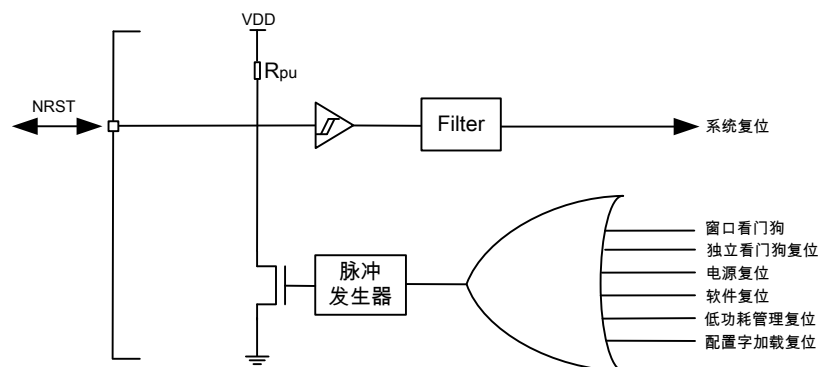 VDD
Rpu
NRST
Filter
系统复位
窗口看门狗
独立看门狗复位
电源复位
软件复位
低功耗管理复位
配置字加载复位
脉冲
发生器